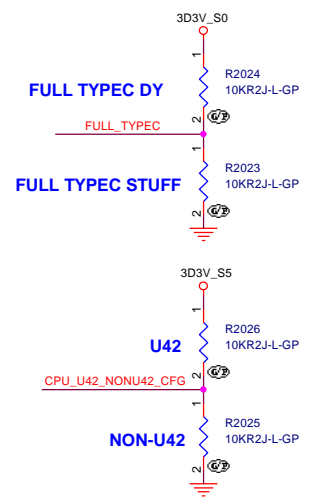 3D3V_S0
1
R2024
10KR2J-L-GP
FULL TYPEC DY
2
G/P
FULL_TYPEC
1
R2023
10KR2J-L-GP
FULL TYPEC STUFF
2
G/P
3D3V_S5
1
R2026
10KR2J-L-GP
U42
2
G/P
CPU_U42_NONU42_CFG
1
R2025
10KR2J-L-GP
NON-U42
2
G/P